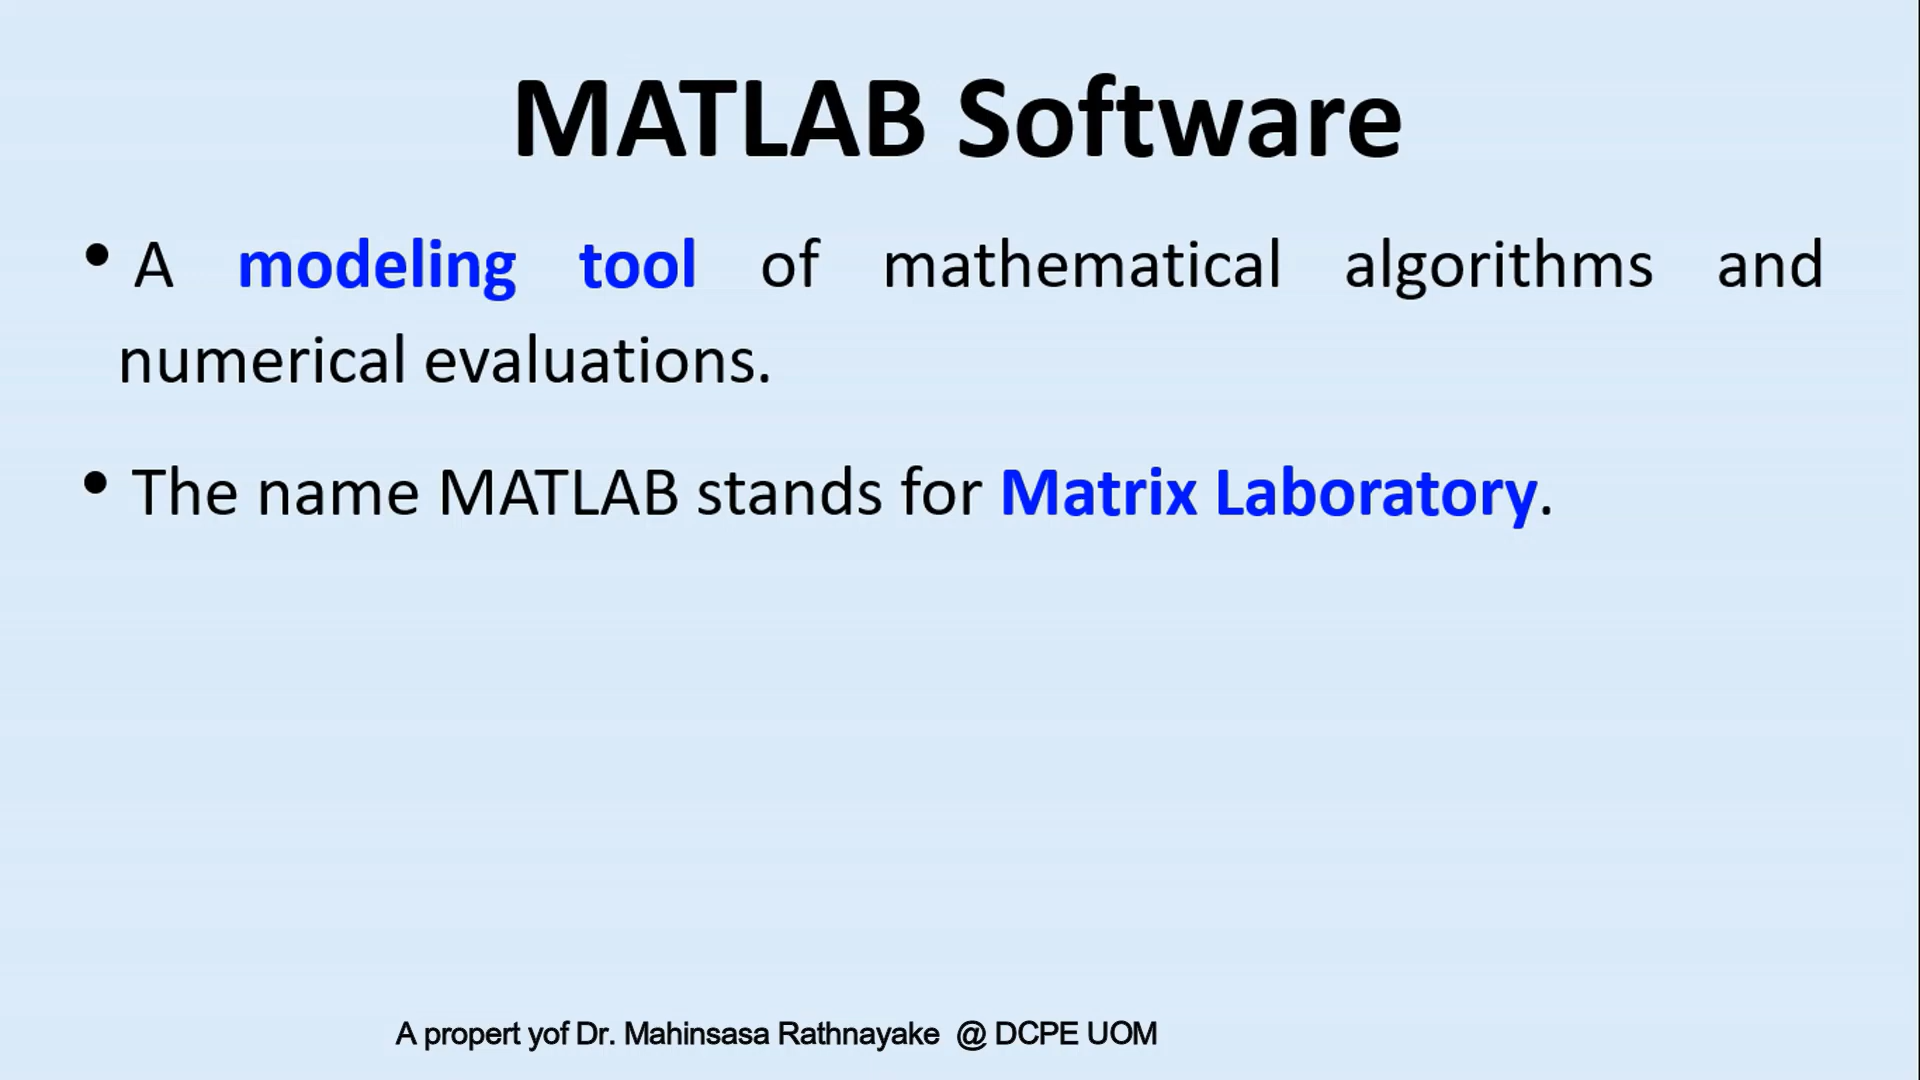 MATLAB Software
• A modeling tool of mathematical algorithms and
numerical evaluations.
• The name MATLAB stands for Matrix Laboratory.
A propert yof Dr. Mahinsasa Rathnayake @ DCPE UOM